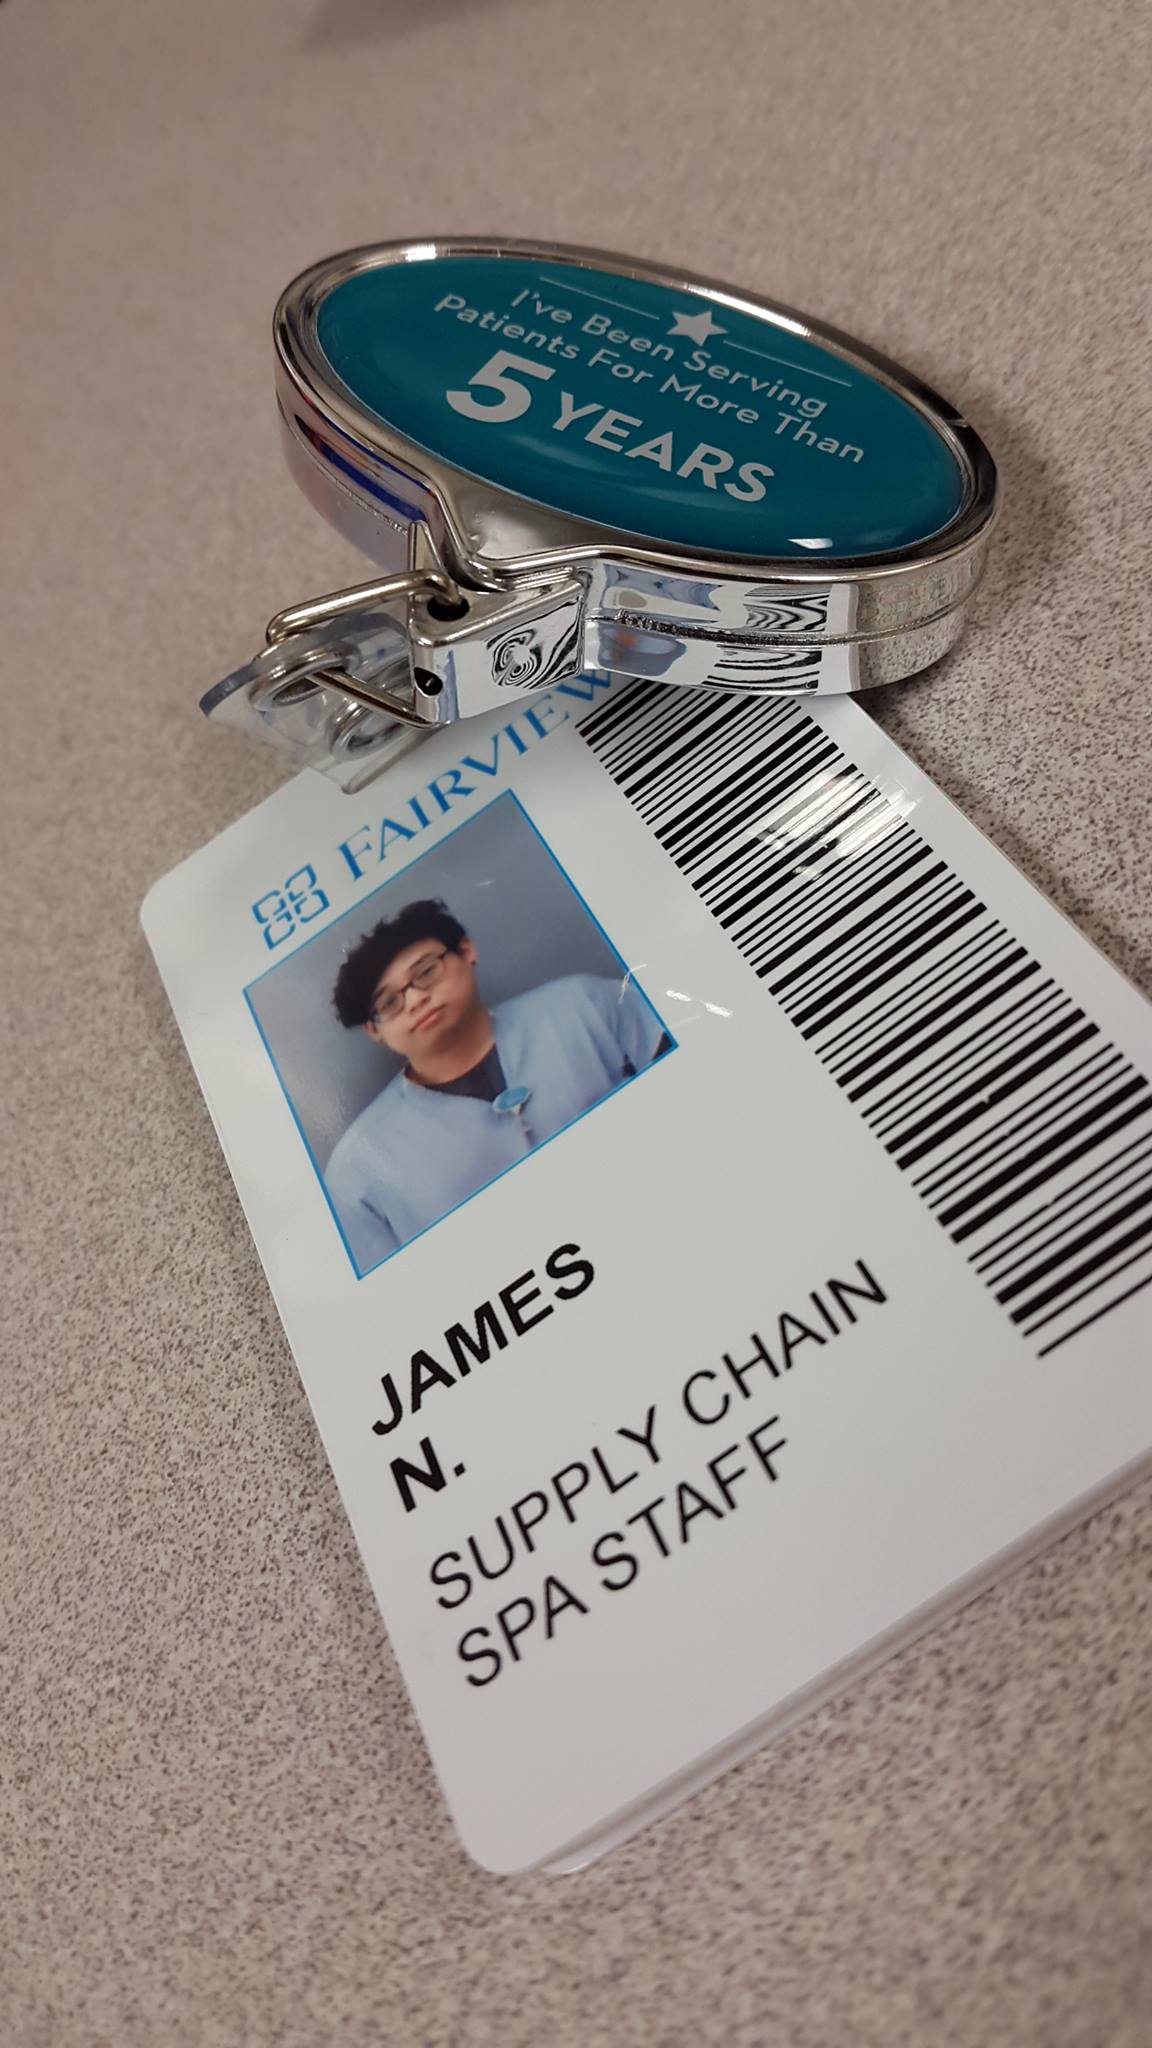 I've Been Serving
Patients For More Than
5 YEARS
FAIRVIEW
JAMES
N.
SUPPLY CHAIN
SPA STAFF